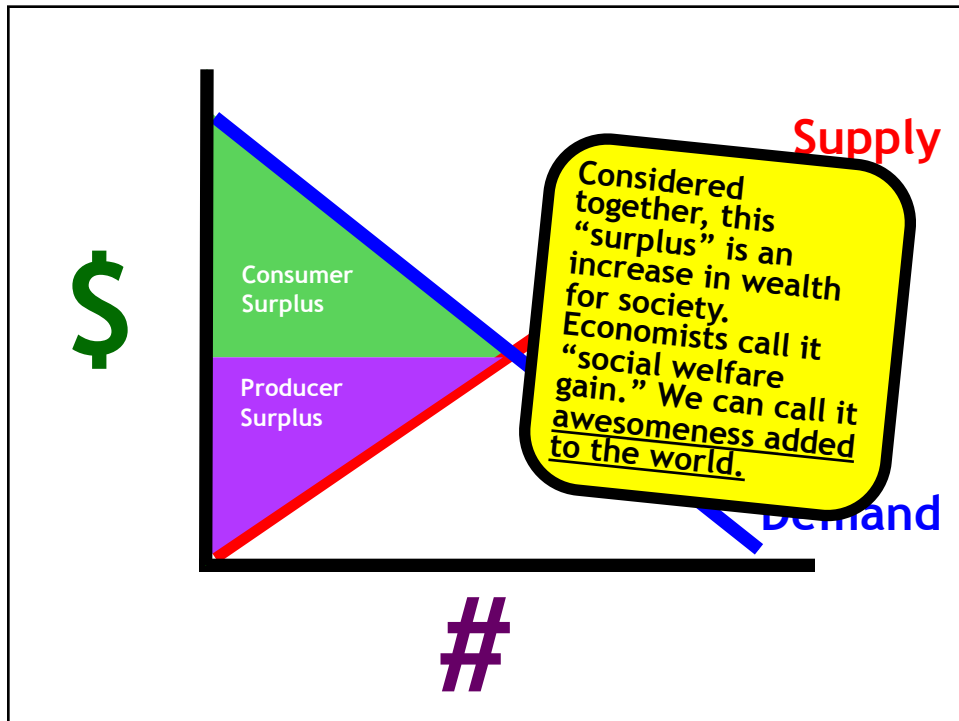 Supply
Considered
together, this
“surplus” is an
increase in wealth
for society.
Economists call it
“social welfare
gain.” We can call it
awesomeness added
to the world.
$
Consumer
Surplus
Producer
Surplus
Demand
#